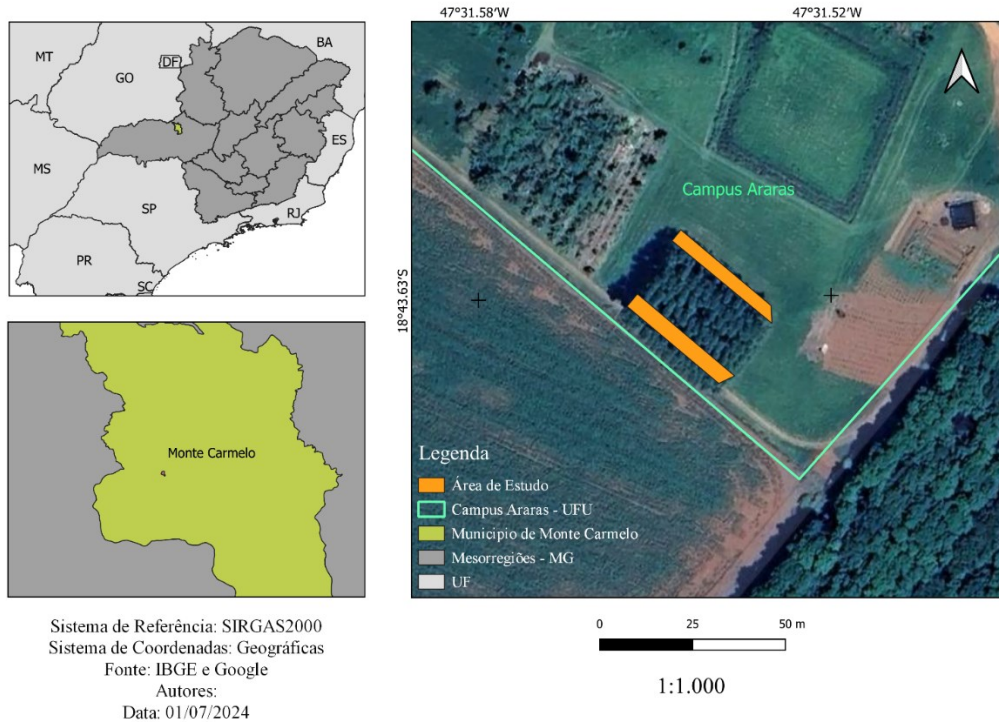 MT
BA
GO
DF
ES
MS
SP
RJ
PR
SC
Monte Carmelo
Sistema de Referência: SIRGAS2000
Sistema de Coordenadas: Geográficas
Fonte: IBGE e Google
Autores:
Data: 01/07/2024
47°31.58'W
47°31.52'W
18°43.63'S
Campus Araras
Legenda
Área de Estudo
Campus Araras - UFU
Municipio de Monte Carmelo
Mesorregiões - MG
UF
0 25 50 m
1:1.000